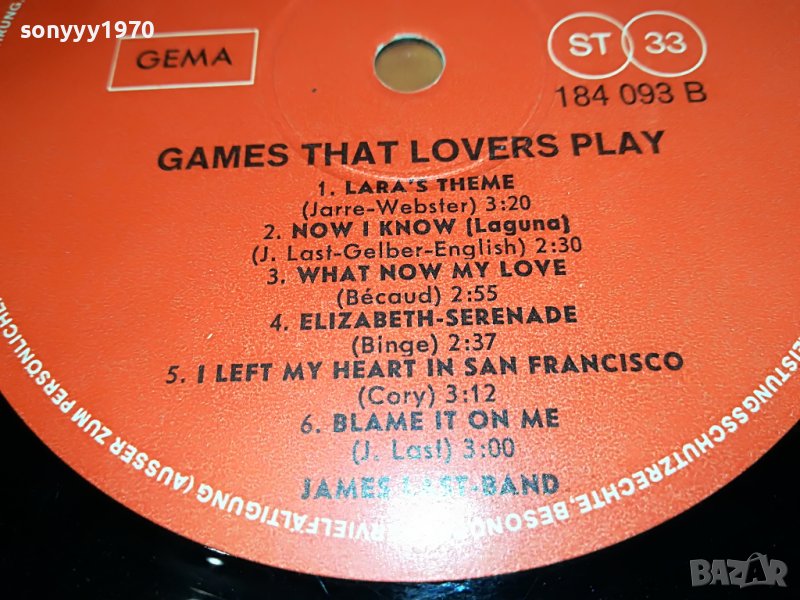 sonyyy1970
GEMA
ST 33
184 093 B
GAMES THAT LOVERS PLAY
1. LARA'S THEME
(Jarre-Webster) 3:20
2. NOW I KNOW (Laguna)
(J. Last-Gelber-English) 2:30
3. WHAT NOW MY LOVE
(Bécaud) 2:55
4. ELIZABETH-SERENADE
(Binge) 2:37
5. I LEFT MY HEART IN SAN FRANCISCO
(Cory) 3:12
6. BLAME IT ON ME
(J. Last) 3:00
JAMES LAST-BAND
LEISTUNGSSCHUTZRECHTE, BESOND
RVIELFÄLTIGUNG (AUSSER ZUM PERSÖNLICHE
BAZAR